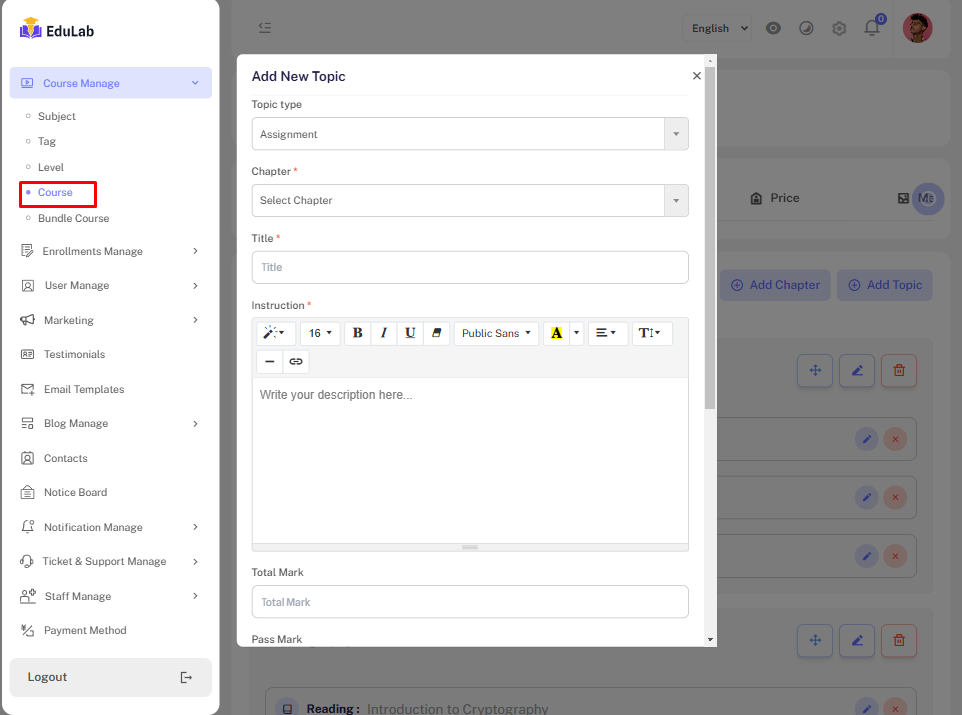 EduLab
Course Manage
Subject
Tag
Level
Course
Bundle Course
Enrollments Manage
User Manage
Marketing
Testimonials
Email Templates
Blog Manage
Contacts
Notice Board
Notification Manage
Ticket & Support Manage
Staff Manage
Payment Method
Logout
English
0
Price
Add Chapter
Add Topic
Add New Topic
Topic type
Assignment
Chapter *
Select Chapter
Title *
Title
Instruction *
16 B I U Public Sans A T
Write your description here...
Total Mark
Total Mark
Pass Mark
Reading : Introduction to Cryptography